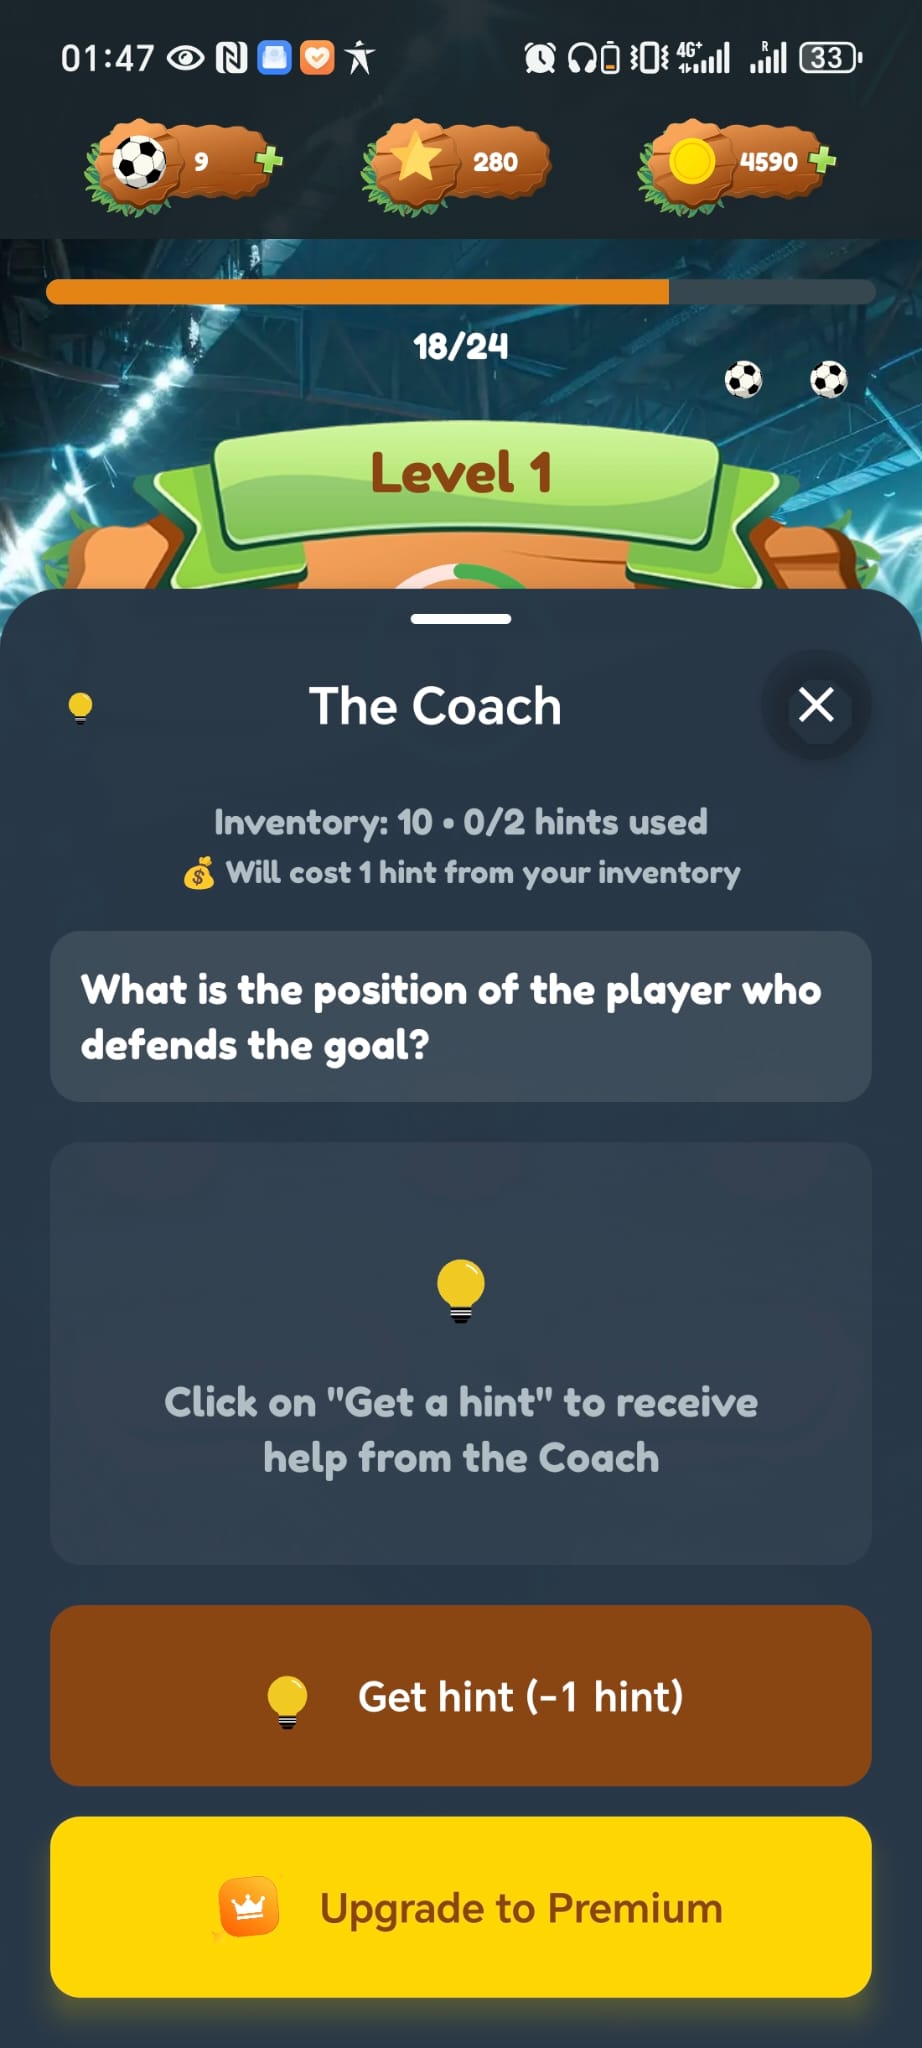 01:47
4G+
R
33
9
280
4590
18/24
Level 1
The Coach
Inventory: 10 • 0/2 hints used
Will cost 1 hint from your inventory
What is the position of the player who
defends the goal?
Click on "Get a hint" to receive
help from the Coach
Get hint (-1 hint)
Upgrade to Premium